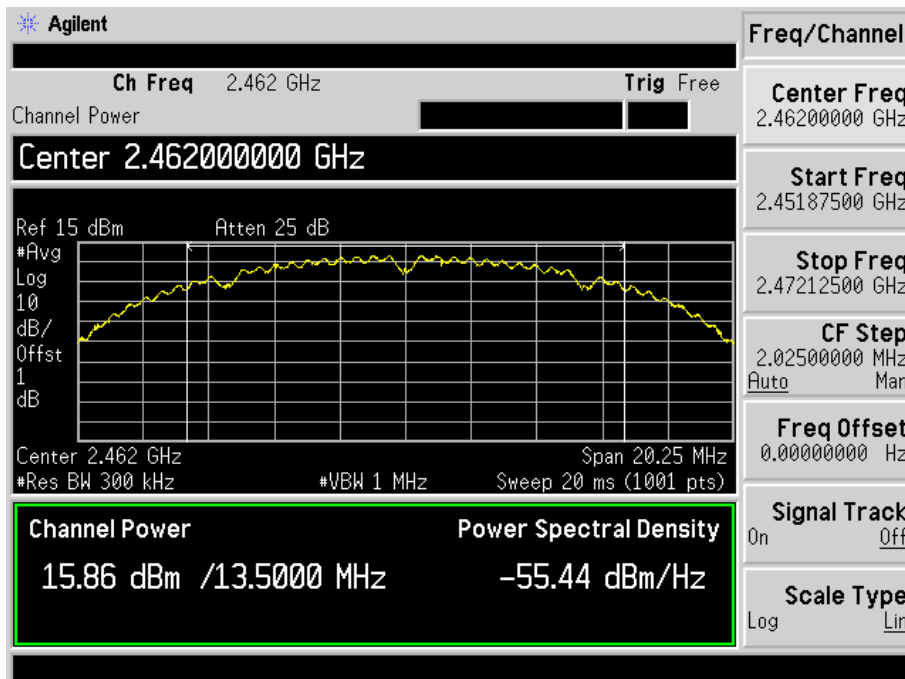 Agilent
Ch Freq 2.462 GHz Trig Free
Channel Power
Center 2.462000000 GHz
Ref 15 dBm Atten 25 dB
#Avg
Log
10
dB/
Offst
1
dB
Center 2.462 GHz Span 20.25 MHz
#Res BW 300 kHz #VBW 1 MHz Sweep 20 ms (1001 pts)
Channel Power Power Spectral Density
15.86 dBm /13.5000 MHz -55.44 dBm/Hz
Freq/Channel
Center Freq
2.46200000 GHz
Start Freq
2.45187500 GHz
Stop Freq
2.47212500 GHz
CF Step
2.02500000 MHz
Auto Man
Freq Offset
0.00000000 Hz
Signal Track
On Off
Scale Type
Log Lin